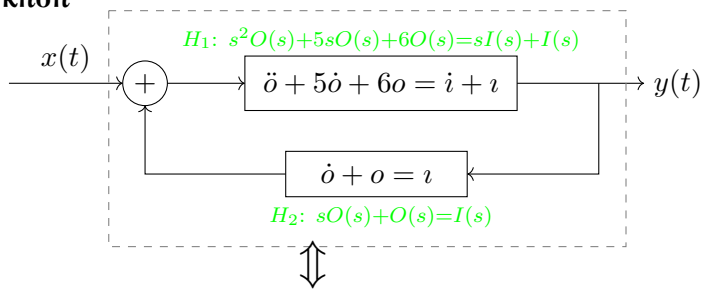 H₁: s²O(s)+5sO(s)+6O(s)=sI(s)+I(s)
x(t)
+
ö + 5ȯ + 6o = i̇ + ı
y(t)
ȯ + o = ı
H₂: sO(s)+O(s)=I(s)